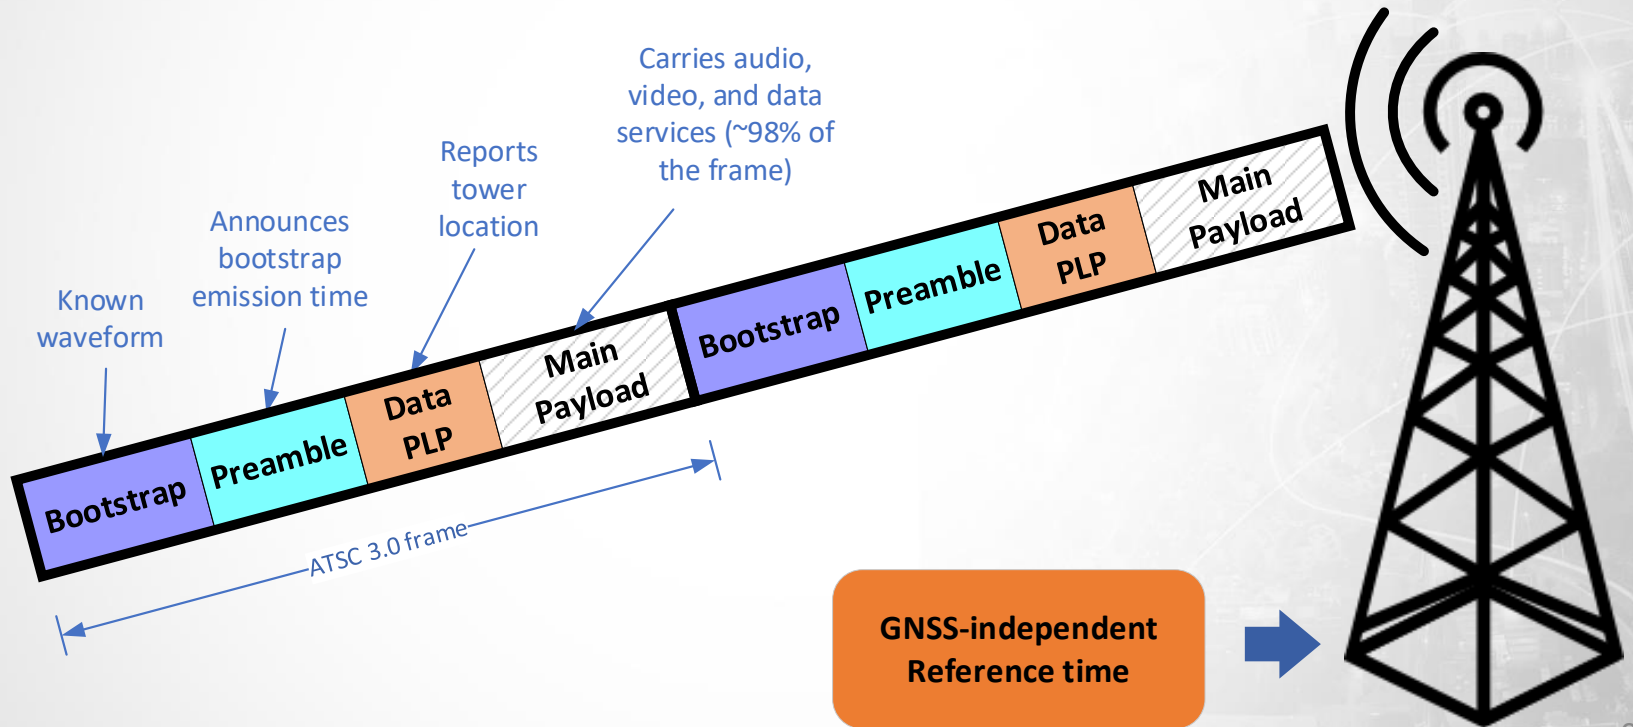 Carries audio,
video, and data
services (~98% of
the frame)
Reports
tower
location
Announces
bootstrap
emission time
Known
waveform
Bootstrap
Preamble
Data
PLP
Main
Payload
Bootstrap
Preamble
Data
PLP
Main
Payload
ATSC 3.0 frame
GNSS-independent
Reference time